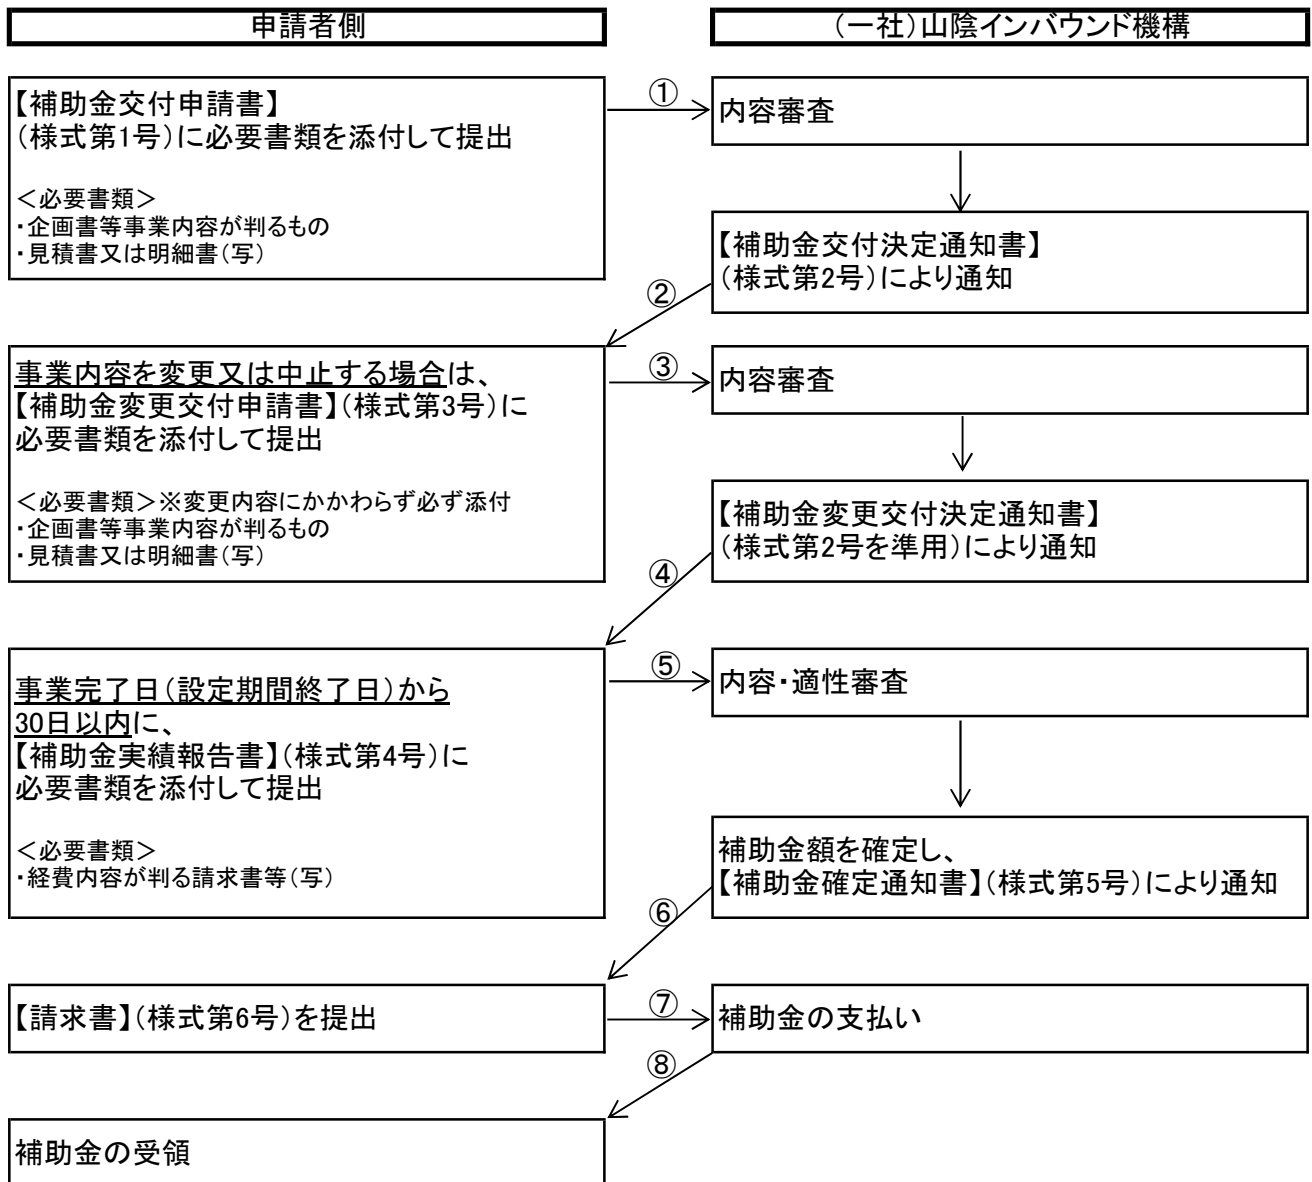 申請者側
(一社)山陰インバウンド機構
【補助金交付申請書】
(様式第1号)に必要書類を添付して提出
＜必要書類＞
・企画書等事業内容が判るもの
・見積書又は明細書(写)
①
内容審査
【補助金交付決定通知書】
(様式第2号)により通知
②
事業内容を変更又は中止する場合は、
【補助金変更交付申請書】(様式第3号)に
必要書類を添付して提出
＜必要書類＞※変更内容にかかわらず必ず添付
・企画書等事業内容が判るもの
・見積書又は明細書(写)
③
内容審査
【補助金変更交付決定通知書】
(様式第2号を準用)により通知
④
事業完了日(設定期間終了日)から
30日以内に、
【補助金実績報告書】(様式第4号)に
必要書類を添付して提出
＜必要書類＞
・経費内容が判る請求書等(写)
⑤
内容・適性審査
補助金額を確定し、
【補助金確定通知書】(様式第5号)により通知
⑥
【請求書】(様式第6号)を提出
⑦
補助金の支払い
⑧
補助金の受領